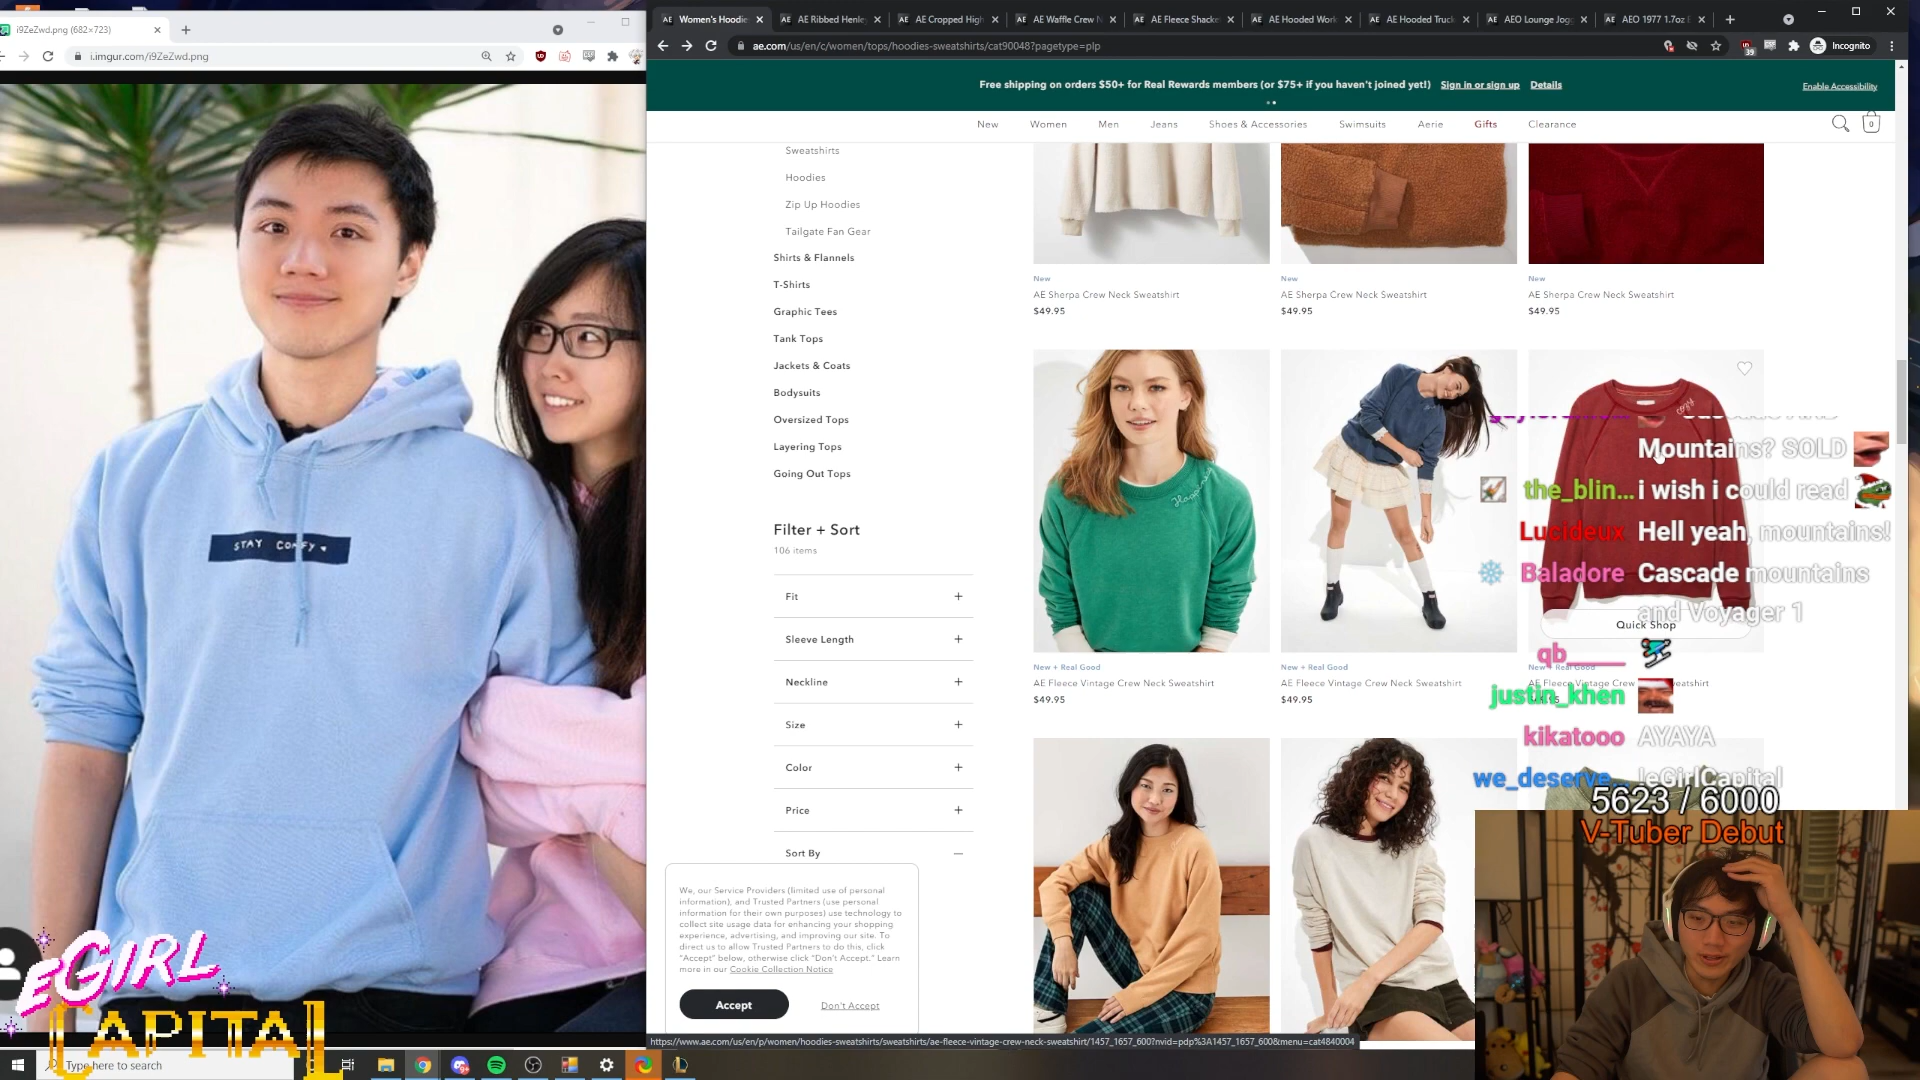 i9ZeZwd.png (682×723)
i.imgur.com/i9ZeZwd.png
STAY COMFY
EGIRL
CAPITAL
Type here to search
Women's Hoodie
AE Ribbed Henle
AE Cropped High
AE Waffle Crew N
AE Fleece Shacke
AE Hooded Work
AE Hooded Truck
AEO Lounge Jogg
AEO 1977 1.7oz
ae.com/us/en/c/women/tops/hoodies-sweatshirts/cat90048?pagetype=plp
39
Incognito
Free shipping on orders $50+ for Real Rewards members (or $75+ if you haven't joined yet!) Sign in or sign up Details
Enable Accessibility
New Women Men Jeans Shoes & Accessories Swimsuits Aerie Gifts Clearance
0
Sweatshirts
Hoodies
Zip Up Hoodies
Tailgate Fan Gear
Shirts & Flannels
T-Shirts
Graphic Tees
Tank Tops
Jackets & Coats
Bodysuits
Oversized Tops
Layering Tops
Going Out Tops
Filter + Sort
106 items
Fit
Sleeve Length
Neckline
Size
Color
Price
Sort By
We, our Service Providers (limited use of personal
information), and Trusted Partners (use personal
information for their own purposes) use technology to
collect site usage data for enhancing your shopping
experience, advertising, and improving our site. To
direct us to allow Trusted Partners to do this, click
"Accept" below, otherwise click "Don't Accept." Learn
more in our Cookie Collection Notice
Accept
Don't Accept
New
AE Sherpa Crew Neck Sweatshirt
$49.95
New
AE Sherpa Crew Neck Sweatshirt
$49.95
New
AE Sherpa Crew Neck Sweatshirt
$49.95
New + Real Good
AE Fleece Vintage Crew Neck Sweatshirt
$49.95
New + Real Good
AE Fleece Vintage Crew Neck Sweatshirt
$49.95
cozy
Quick Shop
New + Real Good
AE Fleece Vintage Crew
$49.95
Mountains? SOLD
the_blin... i wish i could read
Lucideux Hell yeah, mountains!
Baladore Cascade mountains
and Voyager 1
qb_____
justin_khen
kikatooo AYAYA
we_deserve... !eGirlCapital
5623 / 6000
V-Tuber Debut
https://www.ae.com/us/en/p/women/hoodies-sweatshirts/sweatshirts/ae-fleece-vintage-crew-neck-sweatshirt/1457_1657_600?nvid=plp%3A1457_1657_600&menu=cat4840004